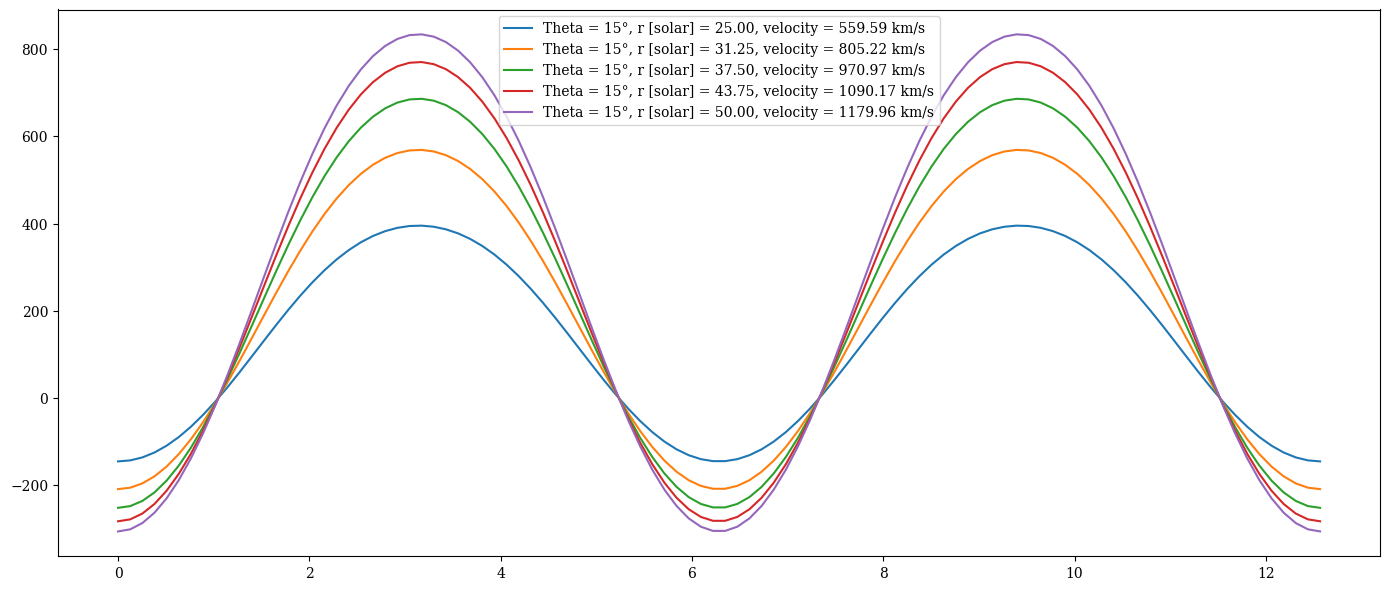 Theta = 15°, r [solar] = 25.00, velocity = 559.59 km/s
Theta = 15°, r [solar] = 31.25, velocity = 805.22 km/s
Theta = 15°, r [solar] = 37.50, velocity = 970.97 km/s
Theta = 15°, r [solar] = 43.75, velocity = 1090.17 km/s
Theta = 15°, r [solar] = 50.00, velocity = 1179.96 km/s
800
600
400
200
0
−200
0 2 4 6 8 10 12